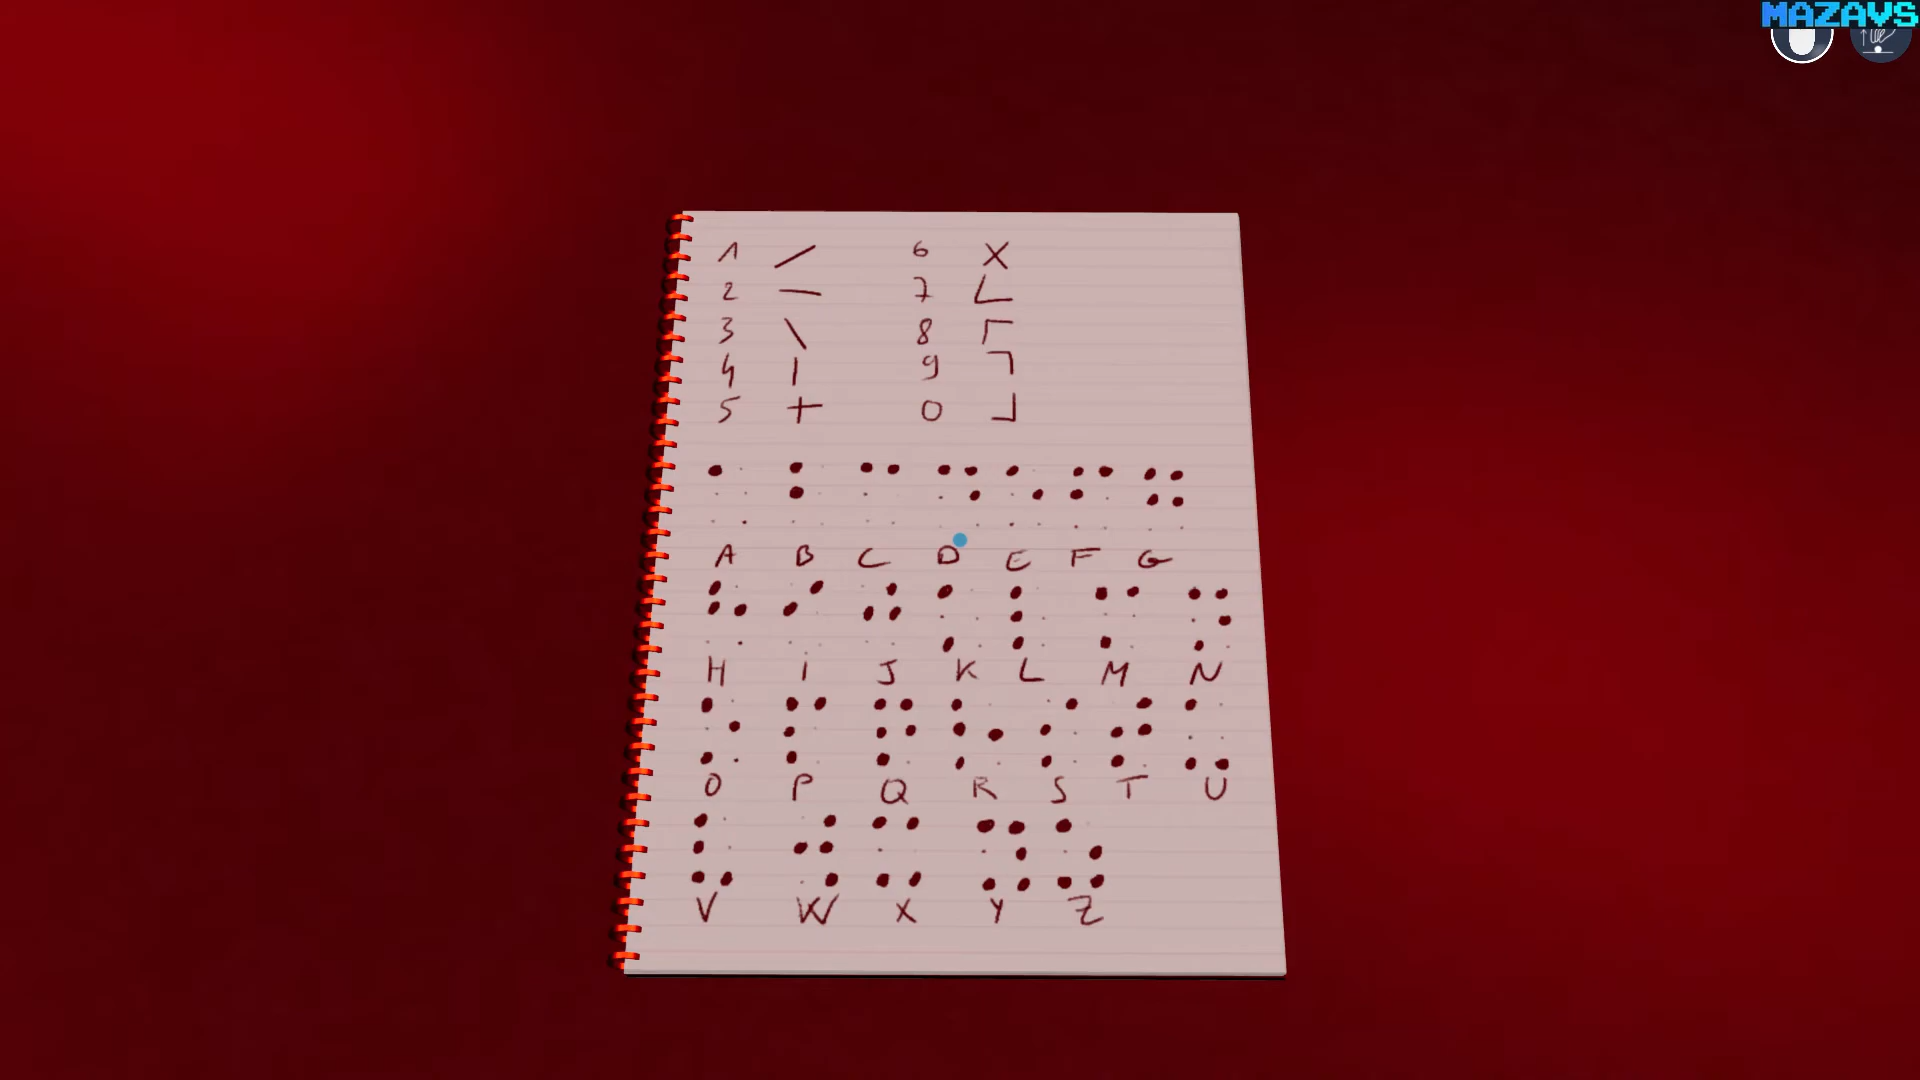 MAZAVS
1 / 6 X
2 — 7 ∟
3 \ 8 Γ
4 | 9 ⅂
5 + 0 ┘
A B C D E F G
H I J K L M N
O P Q R S T U
V W X Y Z